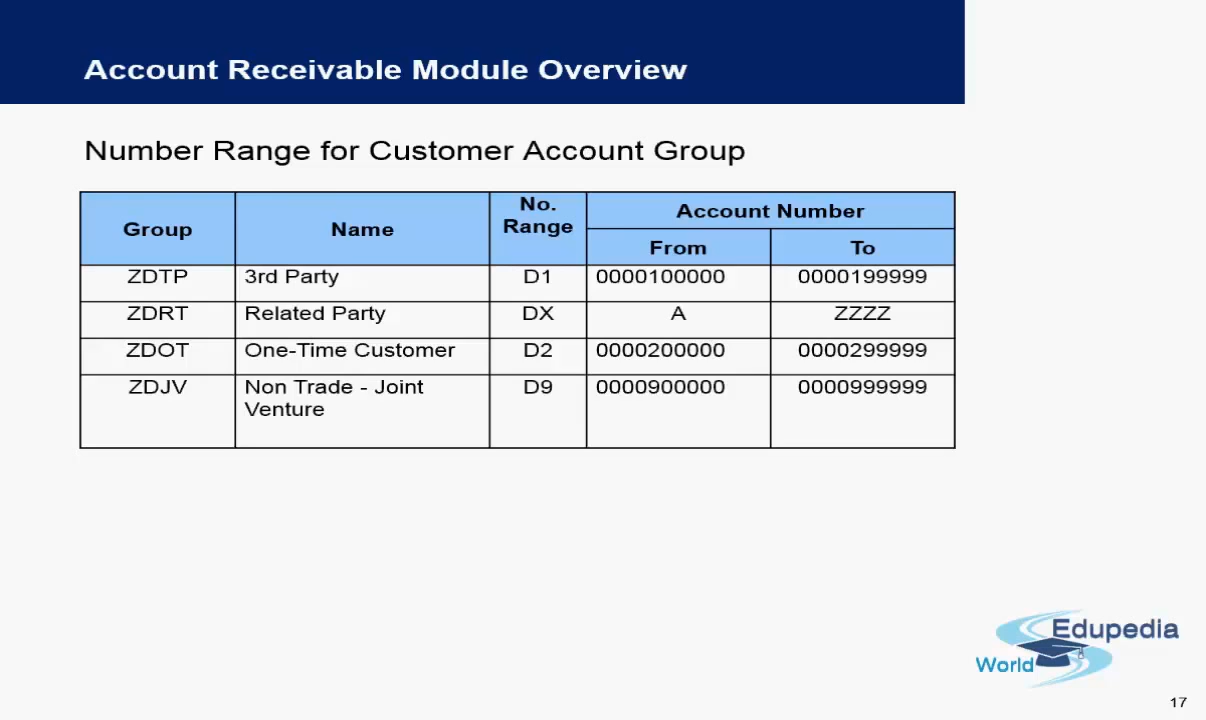 Account Receivable Module Overview
Number Range for Customer Account Group
Group Name No. Range Account Number
From To
ZDTP 3rd Party D1 0000100000 0000199999
ZDRT Related Party DX A ZZZZ
ZDOT One-Time Customer D2 0000200000 0000299999
ZDJV Non Trade - Joint Venture D9 0000900000 0000999999
Edupedia
World
17